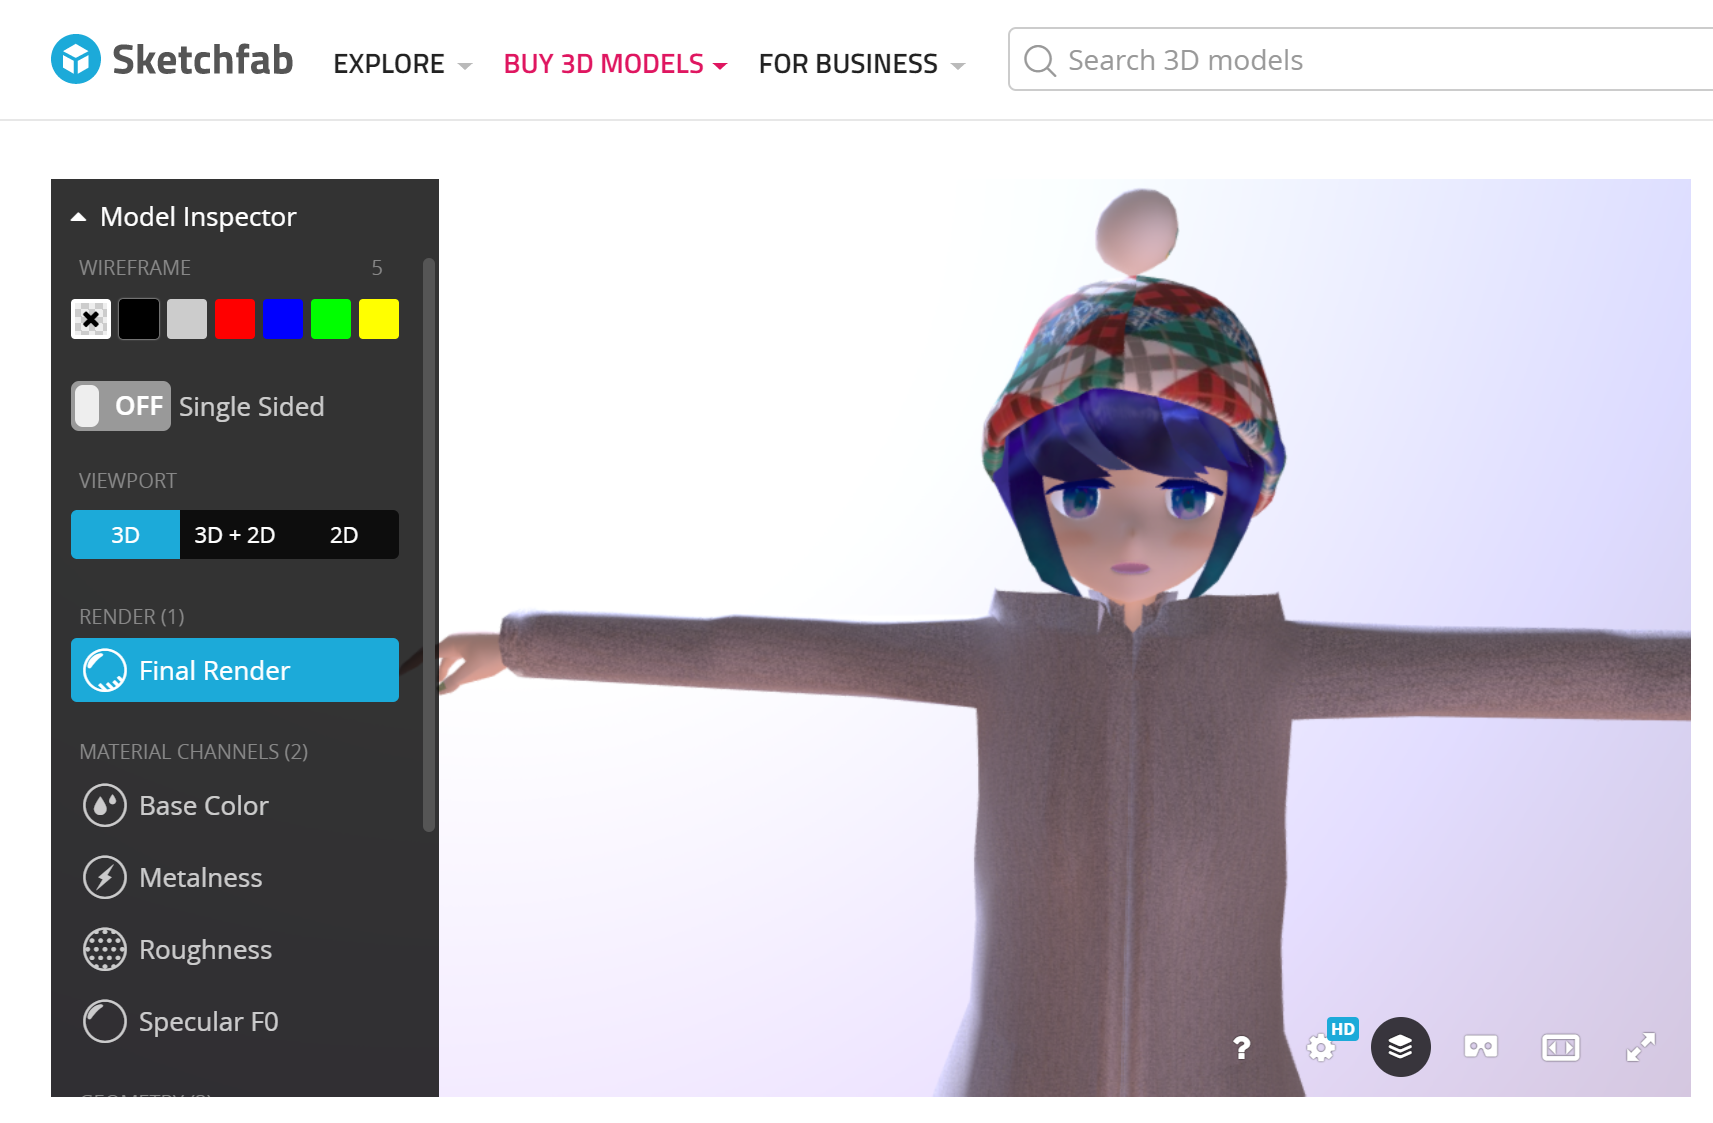 Sketchfab EXPLORE BUY 3D MODELS FOR BUSINESS Search 3D models
Model Inspector
WIREFRAME 5
OFF Single Sided
VIEWPORT
3D 3D + 2D 2D
RENDER (1)
Final Render
MATERIAL CHANNELS (2)
Base Color
Metalness
Roughness
Specular F0
? HD